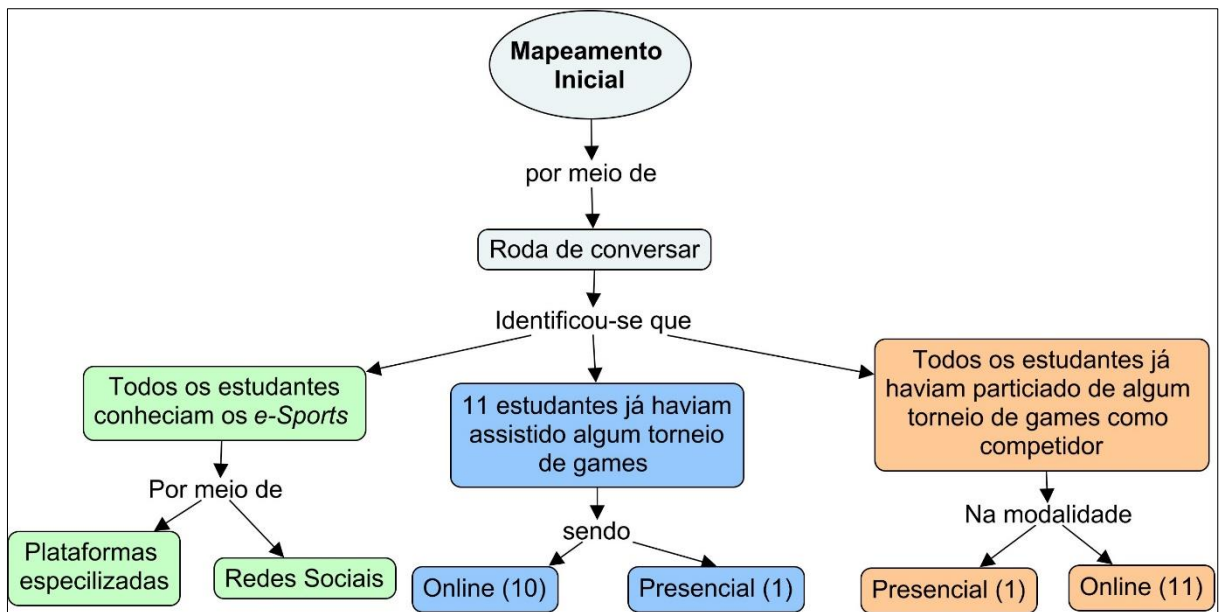 Mapeamento
Inicial
por meio de
Roda de conversar
Identificou-se que
Todos os estudantes
conheciam os e-Sports
Por meio de
Plataformas
especilizadas
Redes Sociais
11 estudantes já haviam
assistido algum torneio
de games
sendo
Online (10)
Presencial (1)
Todos os estudantes já
haviam particiado de algum
torneio de games como
competidor
Na modalidade
Presencial (1)
Online (11)